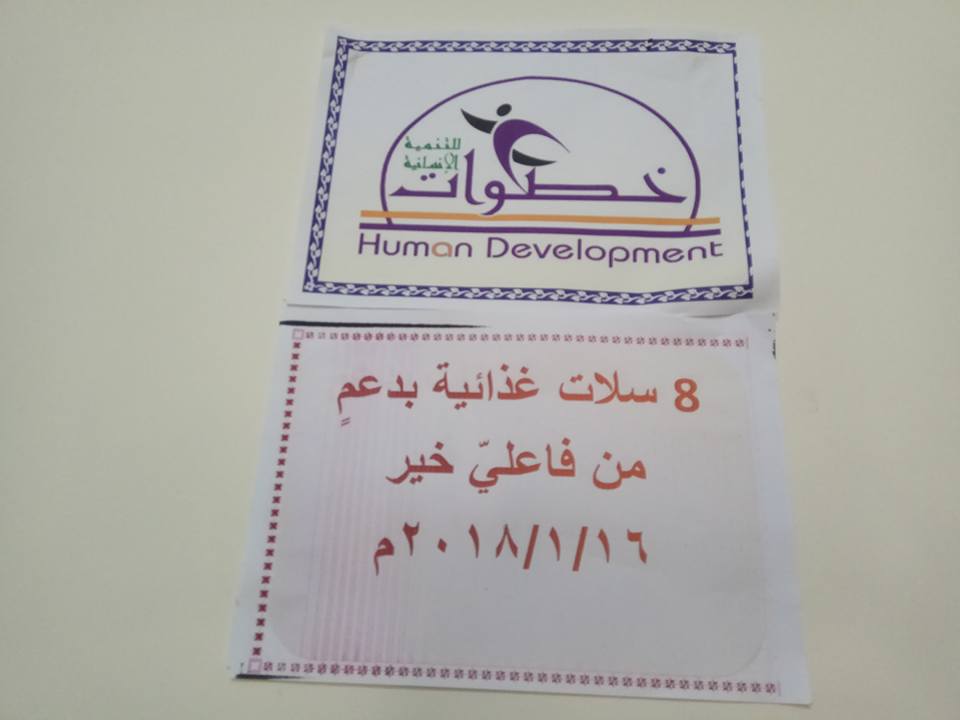 للتنمية
الإنسانية
خطوات
Human Development
8 سلات غذائية بدعمٍ
من فاعليّ خير
٢٠١٨/١/١٦م